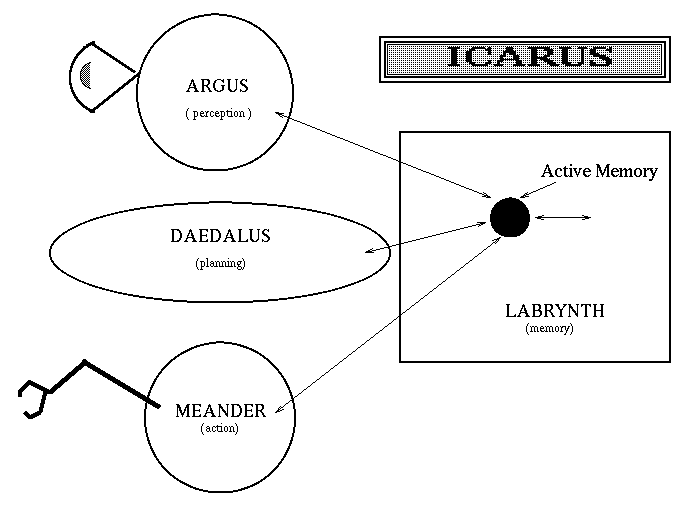 ICARUS
ARGUS
( perception )
Active Memory
DAEDALUS
(planning)
LABRYNTH
(memory)
MEANDER
(action)